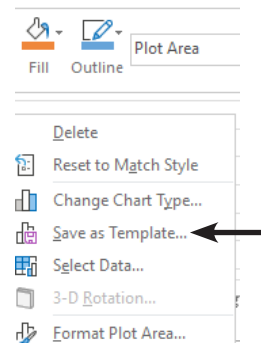 Plot Area
Fill Outline
Delete
Reset to Match Style
Change Chart Type...
Save as Template...
Select Data...
3-D Rotation...
Format Plot Area...